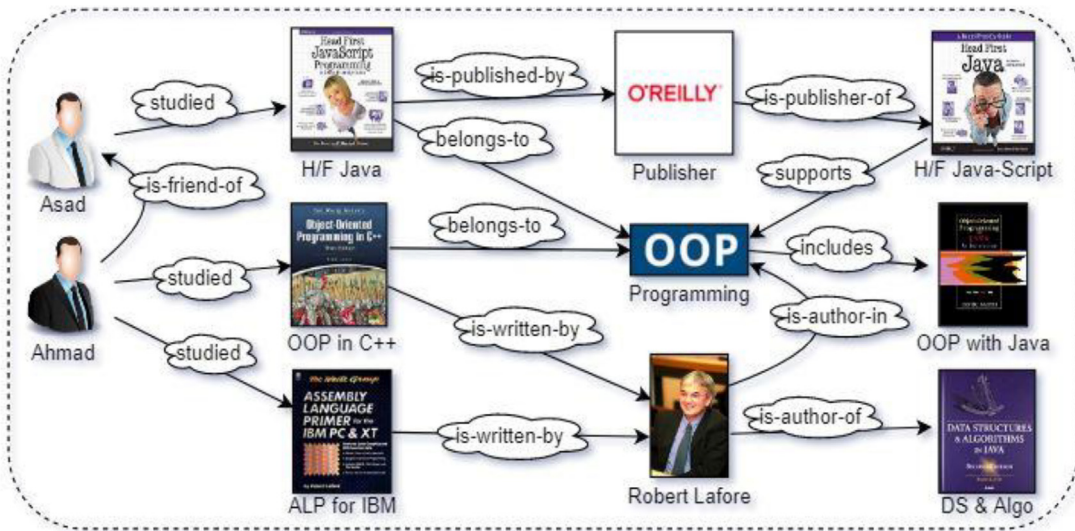 Head First
JavaScript
Programming
studied
is-published-by
O'REILLY
is-publisher-of
Head First
Java
belongs-to
H/F Java
Publisher
supports
H/F Java-Script
Asad
is-friend-of
Object-Oriented
Programming in C++
belongs-to
OOP
includes
studied
Programming
is-author-in
Ahmad
OOP in C++
OOP with Java
studied
is-written-by
The Waite Group
ASSEMBLY
LANGUAGE
PRIMER for the
IBM PC & XT
is-written-by
is-author-of
DATA STRUCTURES
& ALGORITHMS
IN JAVA
ALP for IBM
Robert Lafore
DS & Algo